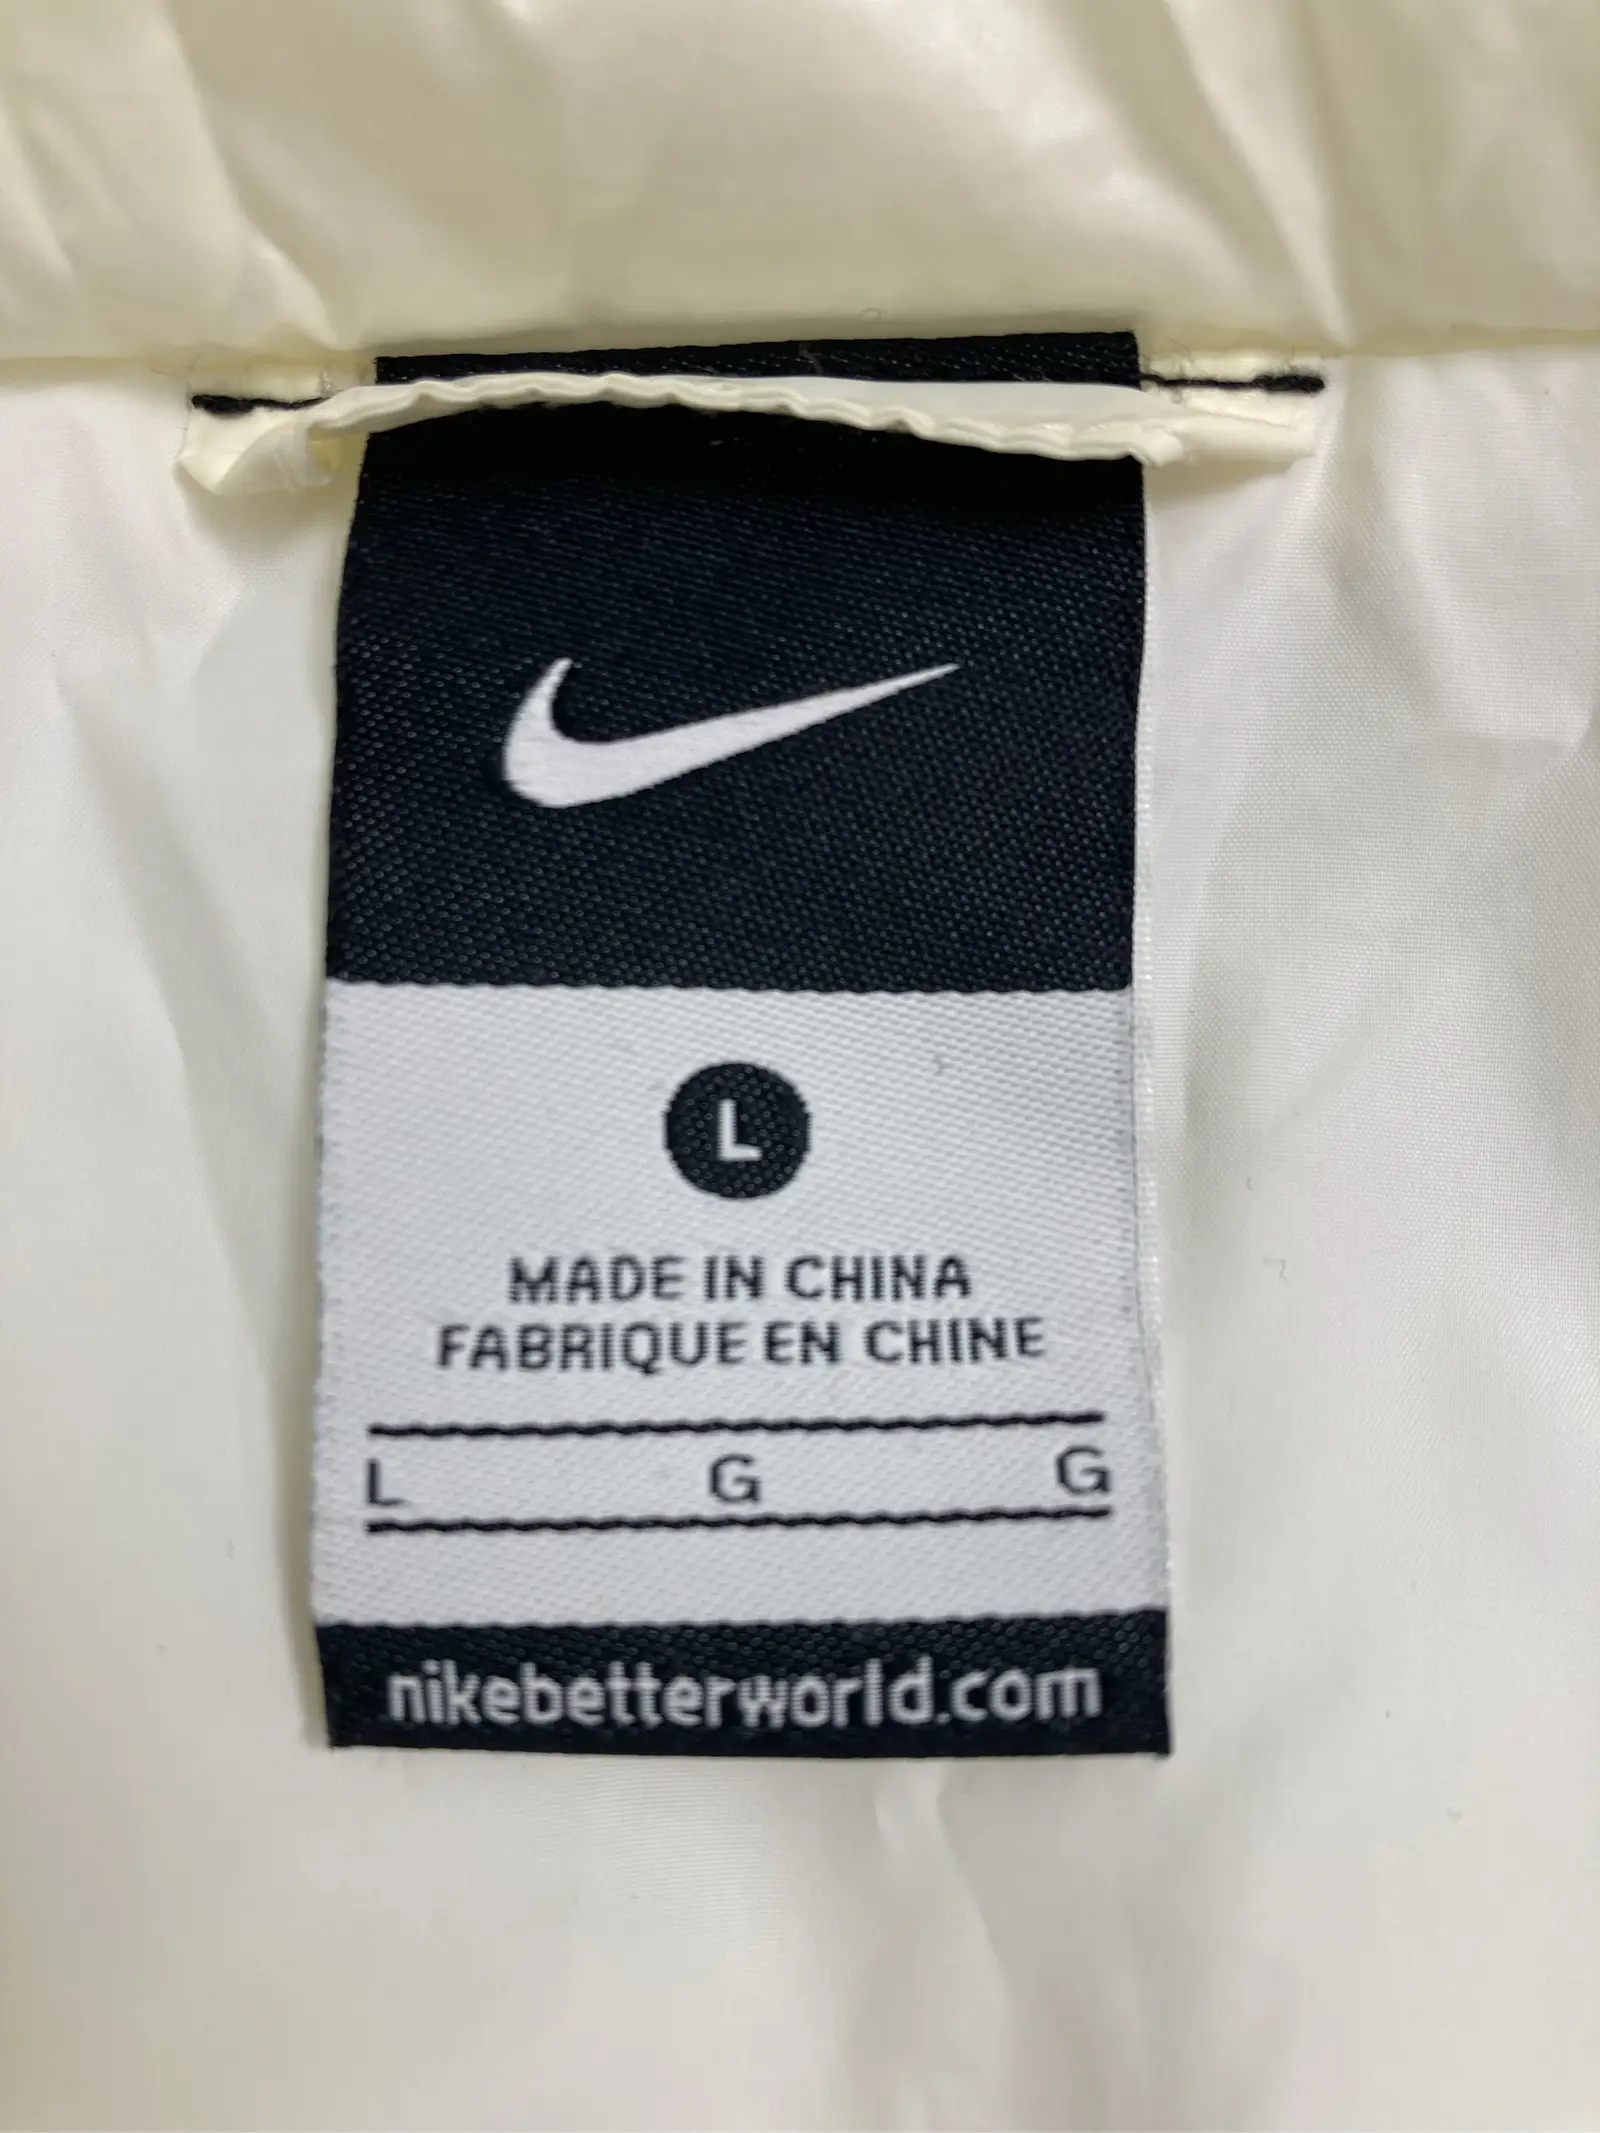 L
MADE IN CHINA
FABRIQUE EN CHINE
L G G
nikebetterworld.com